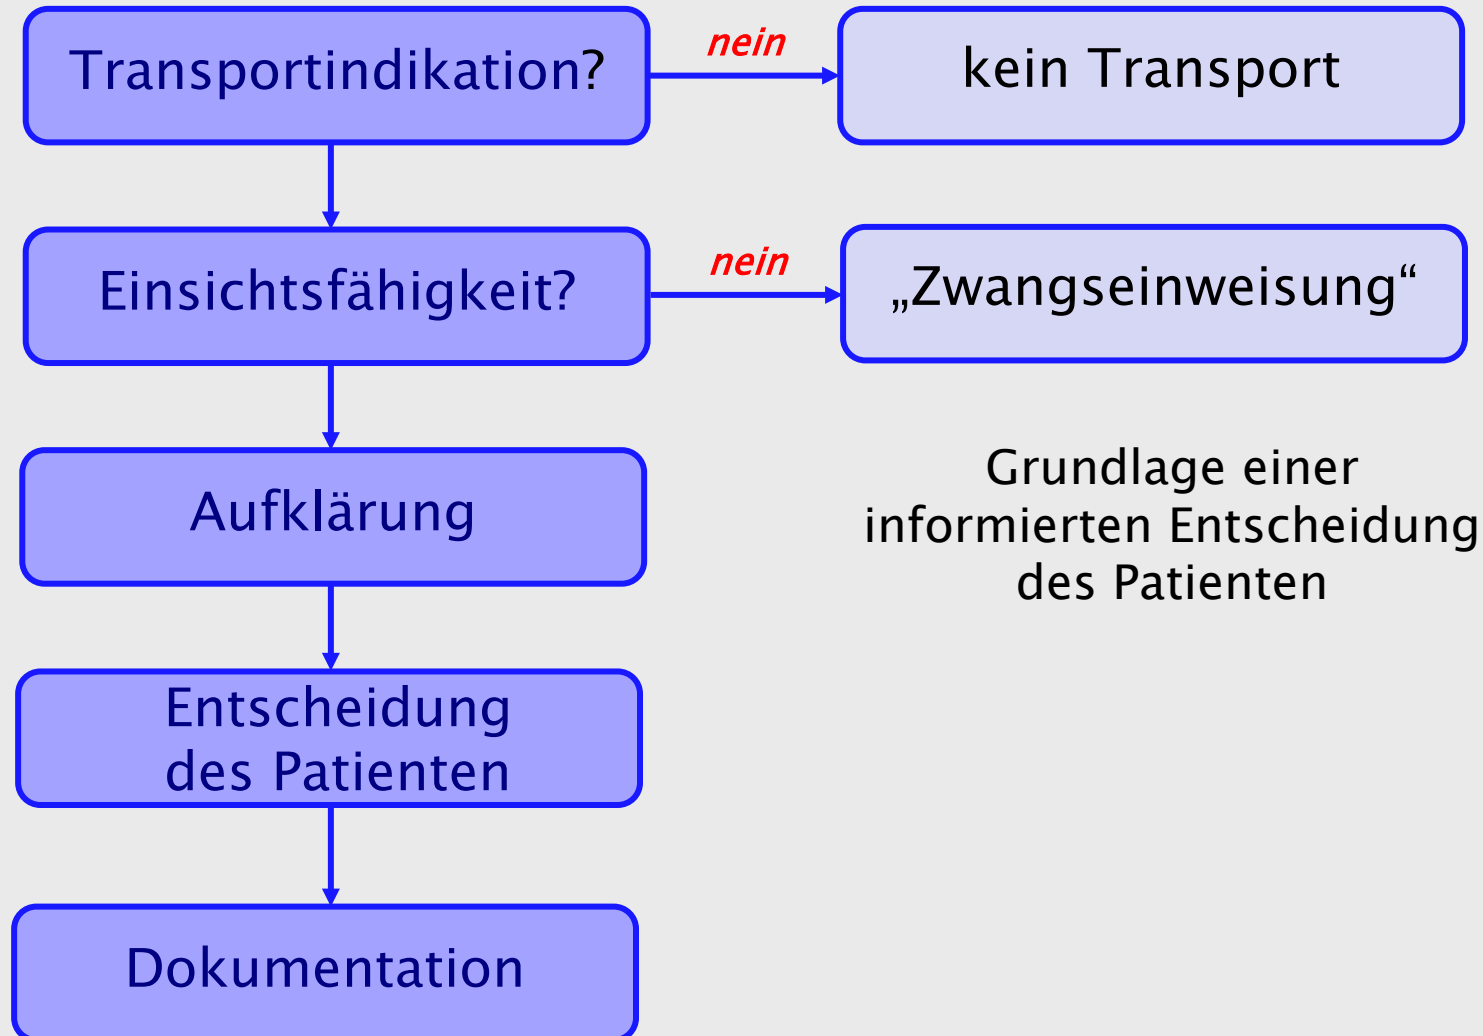 Transportindikation?
nein
kein Transport
Einsichtsfähigkeit?
nein
„Zwangseinweisung“
Aufklärung
Grundlage einer
informierten Entscheidung
des Patienten
Entscheidung
des Patienten
Dokumentation